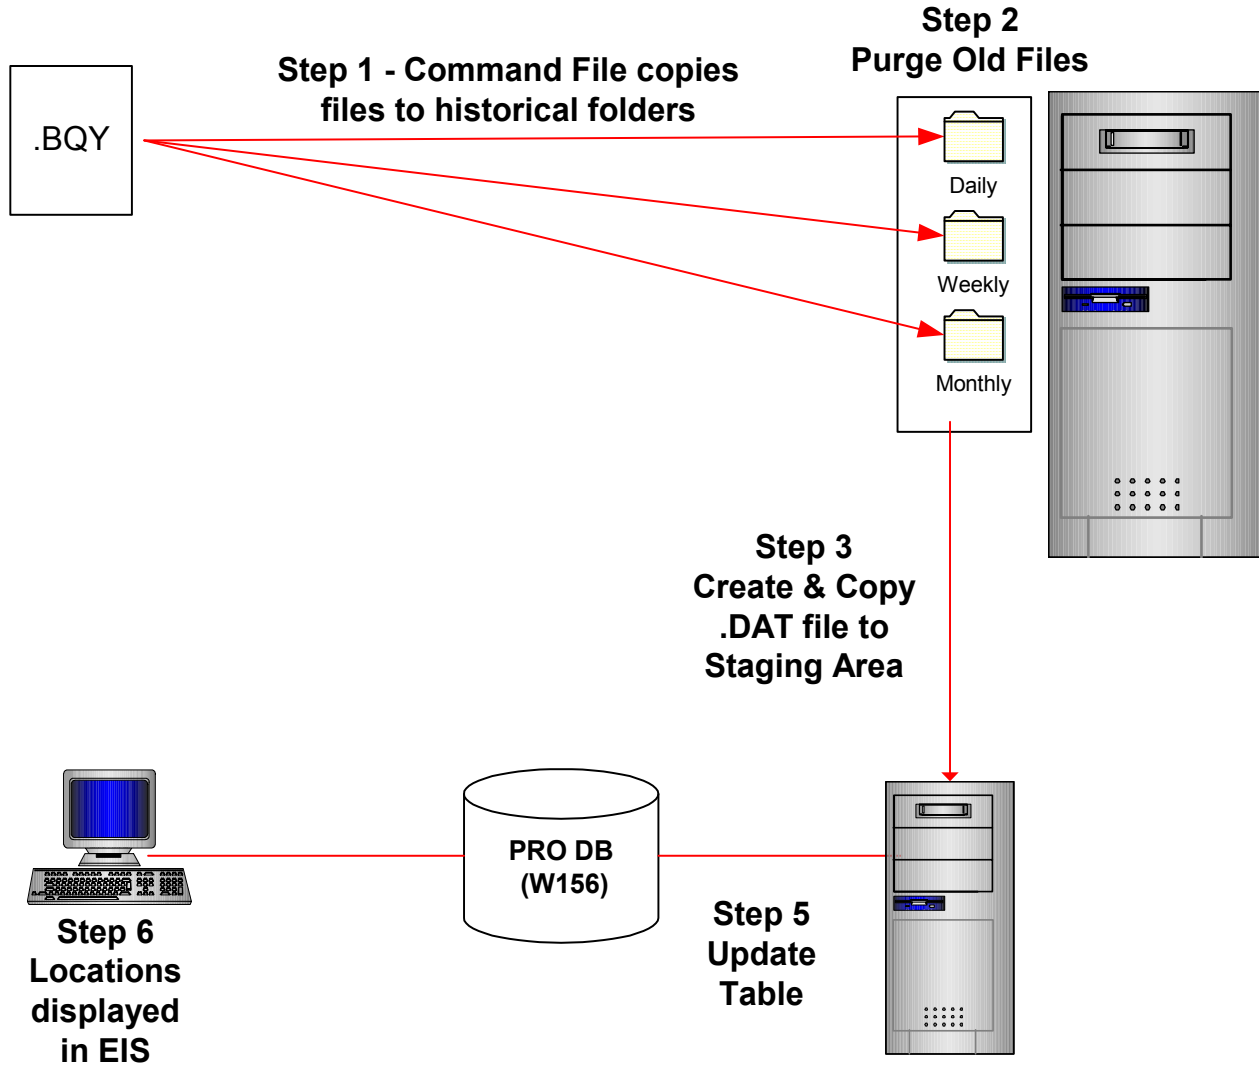 Step 2
Purge Old Files
Step 1 - Command File copies
files to historical folders
.BQY
Daily
Weekly
Monthly
Step 3
Create & Copy
.DAT file to
Staging Area
PRO DB
(W156)
Step 5
Update
Table
Step 6
Locations
displayed
in EIS